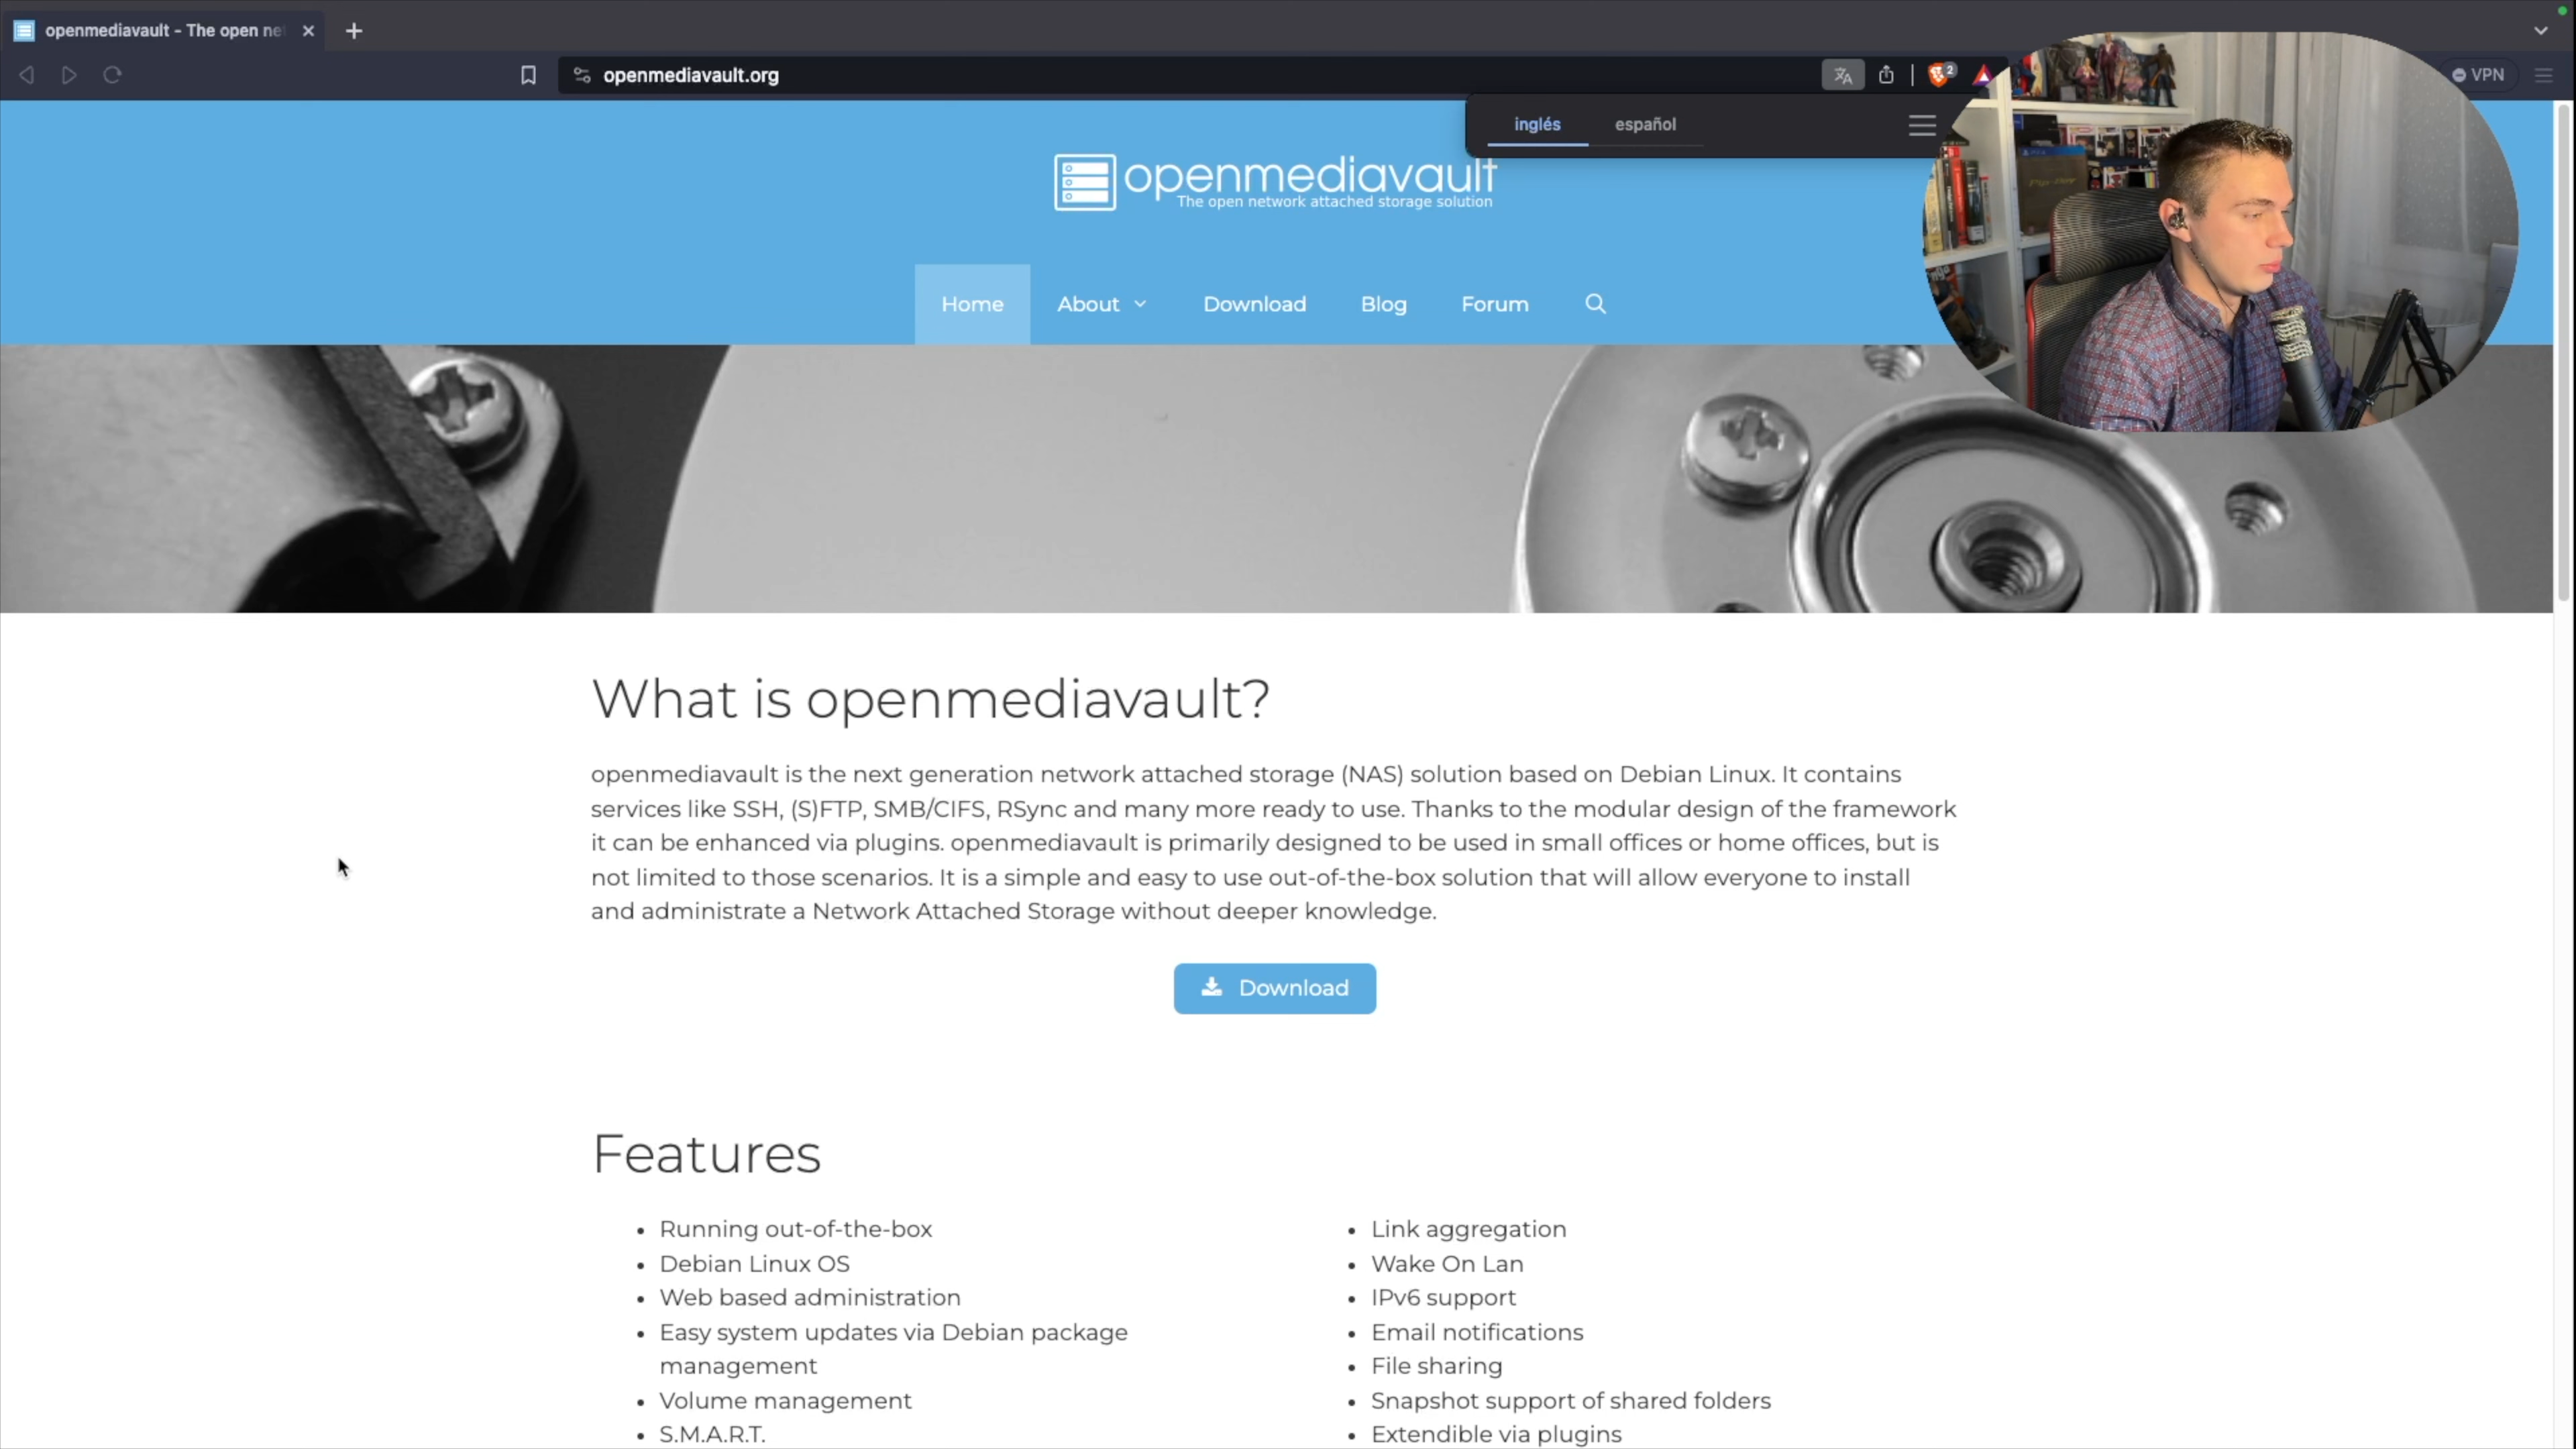 openmediavault - The open ne
openmediavault.org
2
VPN
inglés español
openmediavault
The open network attached storage solution
Home About Download Blog Forum
What is openmediavault?
openmediavault is the next generation network attached storage (NAS) solution based on Debian Linux. It contains
services like SSH, (S)FTP, SMB/CIFS, RSync and many more ready to use. Thanks to the modular design of the framework
it can be enhanced via plugins. openmediavault is primarily designed to be used in small offices or home offices, but is
not limited to those scenarios. It is a simple and easy to use out-of-the-box solution that will allow everyone to install
and administrate a Network Attached Storage without deeper knowledge.
Download
Features
• Running out-of-the-box
• Debian Linux OS
• Web based administration
• Easy system updates via Debian package
management
• Volume management
• S.M.A.R.T.
• Link aggregation
• Wake On Lan
• IPv6 support
• Email notifications
• File sharing
• Snapshot support of shared folders
• Extendible via plugins